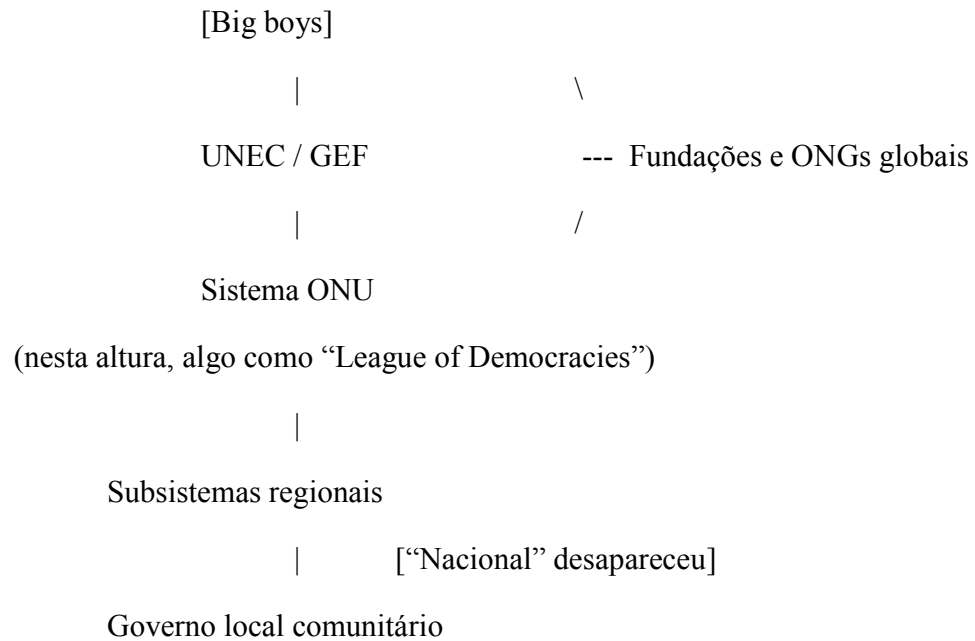 [Big boys]
| \
UNEC / GEF --- Fundações e ONGs globais
| /
Sistema ONU
(nesta altura, algo como “League of Democracies”)
|
Subsistemas regionais
| [“Nacional” desapareceu]
Governo local comunitário